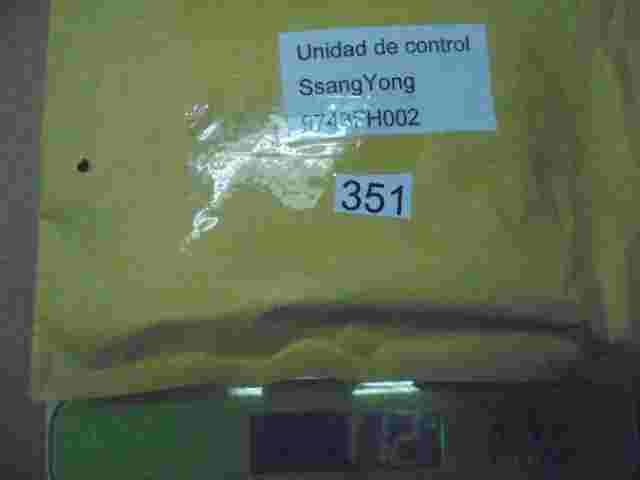 Unidad de control
SsangYong
351